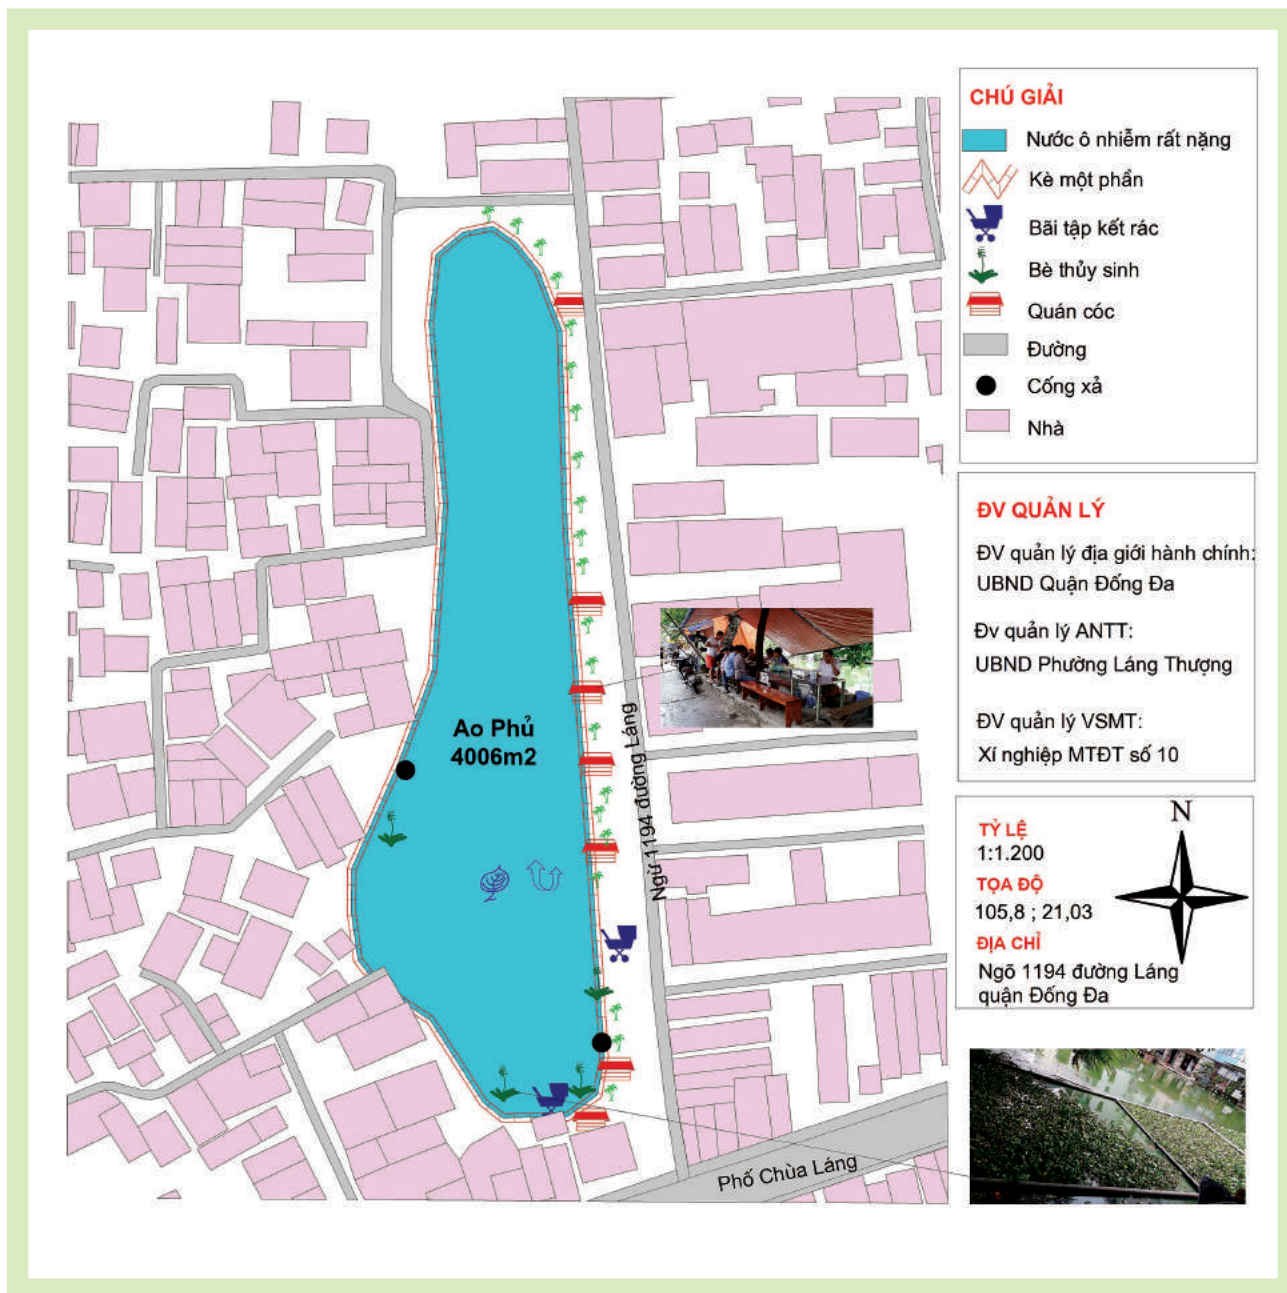 CHÚ GIẢI
Nước ô nhiễm rất nặng
Kè một phần
Bãi tập kết rác
Bè thủy sinh
Quán cóc
Đường
Cống xả
Nhà
ĐV QUẢN LÝ
ĐV quản lý địa giới hành chính:
UBND Quận Đống Đa
Đv quản lý ANTT:
UBND Phường Láng Thượng
ĐV quản lý VSMT:
Xí nghiệp MTĐT số 10
TỶ LỆ
1:1.200
TỌA ĐỘ
105,8 ; 21,03
ĐỊA CHỈ
Ngõ 1194 đường Láng
quận Đống Đa
N
Ao Phủ
4006m2
Ngừ 1194 đường Láng
Phố Chùa Láng